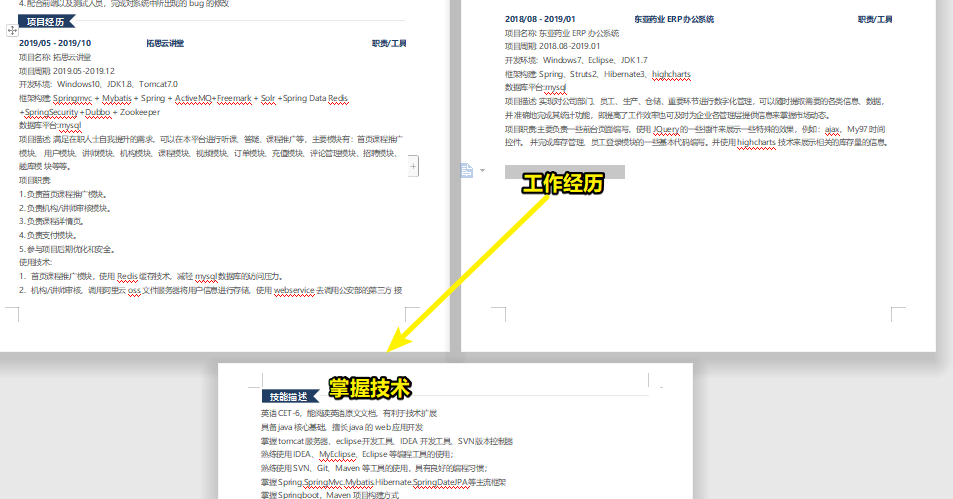 4. 配合前端以及测试人员，完成对系统中所出现的 bug 的修改
项目经历
2019/05 - 2019/10 拓思云讲堂 职责/工具
项目名称: 拓思云讲堂
项目周期: 2019.05 -2019.12
开发环境：Windows10、JDK1.8、Tomcat7.0
框架构建: Springmvc + Mybatis + Spring + ActiveMQ+Freemark + Solr +Spring Data Redis
+SpringSecurity +Dubbo + Zookeeper
数据库平台:mysql
项目描述: 满足在职人士自我提升的需求，可以在本平台进行听课、答疑、课程推广等，主要模块有：首页课程推广
模块、用户模块、讲师模块、机构模块、课程模块、视频模块、订单模块、充值模块、评论管理模块、招聘模块、
题库模 块等等。
项目职责:
1. 负责首页课程推广模块。
2. 负责机构/讲师审核模块。
3. 负责课程详情页。
4. 负责支付模块。
5. 参与项目后期优化和安全。
使用技术:
1. 首页课程推广模块，使用 Redis 缓存技术，减轻 mysql 数据库的访问压力。
2. 机构/讲师审核，调用阿里云 oss 文件服务器将用户信息进行存储，使用 webservice 去调用公安部的第三方 接
2018/08 - 2019/01 东亚药业 ERP 办公系统 职责/工具
项目名称: 东亚药业 ERP 办公系统
项目周期: 2018.08-2019.01
开发环境：Windows7、Eclipse、JDK 1.7
框架构建: Spring、Struts2、Hibernate3、highcharts
数据库平台:mysql
项目描述: 实现对公司部门、员工、生产、仓储、重要环节进行数字化管理，可以随时提取需要的各类信息、数据，
并 准确地完成其统计功能，即提高了工作效率也可及时为企业各管理层提供信息来掌握市场动态。
项目职责:主要负责一些前台页面编写，使用 JQuery 的一些插件来展示一些特殊的效果，例如：ajax，My97 时间
控件。 并完成库存管理、员工登录模块的一些基本代码编写。并使用 highcharts 技术来展示相关的库存量的信息。
工作经历
技能描述 掌握技术
英语 CET -6，能阅读英语原文文档，有利于技术扩展
具备 java 核心基础，擅长 java 的 web 应用开发
掌握 tomcat 服务器、eclipse 开发工具，IDEA 开发工具，SVN 版本控制器
熟练使用 IDEA、MyEclipse、Eclipse 等编程工具的使用；
熟练使用 SVN、Git、Maven 等工具的使用，具有良好的编程习惯；
掌握 Spring.SpringMvc.Mybatis.Hibernate.SpringDateJPA 等主流框架
掌握 Springboot，Maven 项目构建方式